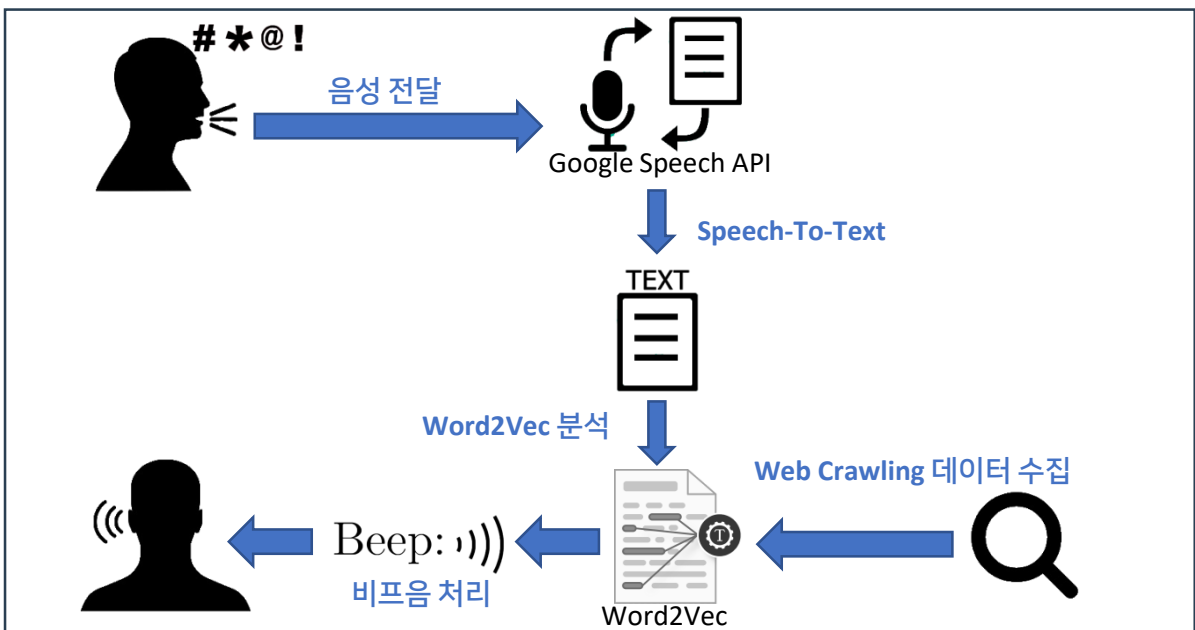 #*@!
음성 전달
Google Speech API
Speech-To-Text
TEXT
Word2Vec 분석
Web Crawling 데이터 수집
Beep:
비프음 처리
T
Word2Vec